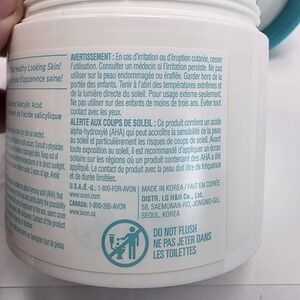 Healthy Looking Skin!
d'apparence saine!
Salicylic Acid
et de l'acide salicylique
AVERTISSEMENT : En cas d'irritation ou d'éruption cutanée, cesser
l'utilisation. Consulter un médecin si l'irritation persiste. Ne pas
utiliser sur la peau endommagée ou éraflée. Garder hors de la
portée des enfants. Tenir à l'abri des températures extrêmes et
de la lumière directe du soleil. Pour usage externe seulement.
Ne pas utiliser sur des enfants de moins de trois ans. Éviter tout
contact avec les yeux.
ALERTE AUX COUPS DE SOLEIL : Ce produit contient un acide
alpha-hydroxylé (AHA) qui peut accroître la sensibilité de la peau
au soleil et particulièrement les risques de coups de soleil. Avant
toute exposition au soleil, il est recommandé d'appliquer un écran
solaire sur les régions où un produit contenant des AHA a été
appliqué. Le contact du produit avec la peau doit être de fréquence
et de durée limitées.
U.S.A./É.-U.: 1-800-FOR-AVON
www.avon.com
CANADA: 1-800-265-AVON
www.avon.ca
MADE IN KOREA / FAIT EN CORÉE
DISTR. LG H&H Co., Ltd.
58, SAEMUNAN-RO, JONGNO-GU,
SEOUL, KOREA
DO NOT FLUSH
NE PAS JETER DANS
LES TOILETTES